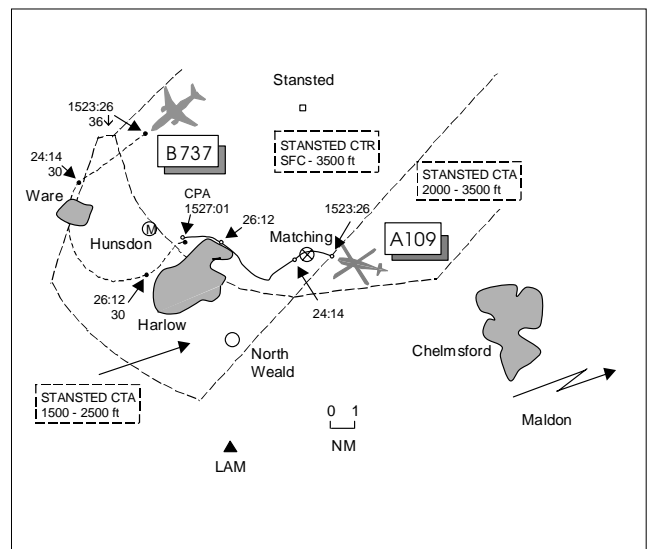 Stansted
1523:26
36
B737
STANSTED CTR
SFC - 3500 ft
STANSTED CTA
2000 - 3500 ft
24:14
30
Ware
CPA
1527:01
26:12
Matching
1523:26
A109
M
Hunsdon
24:14
26:12
30
Harlow
North
Weald
Chelmsford
STANSTED CTA
1500 - 2500 ft
0 1
NM
Maldon
LAM